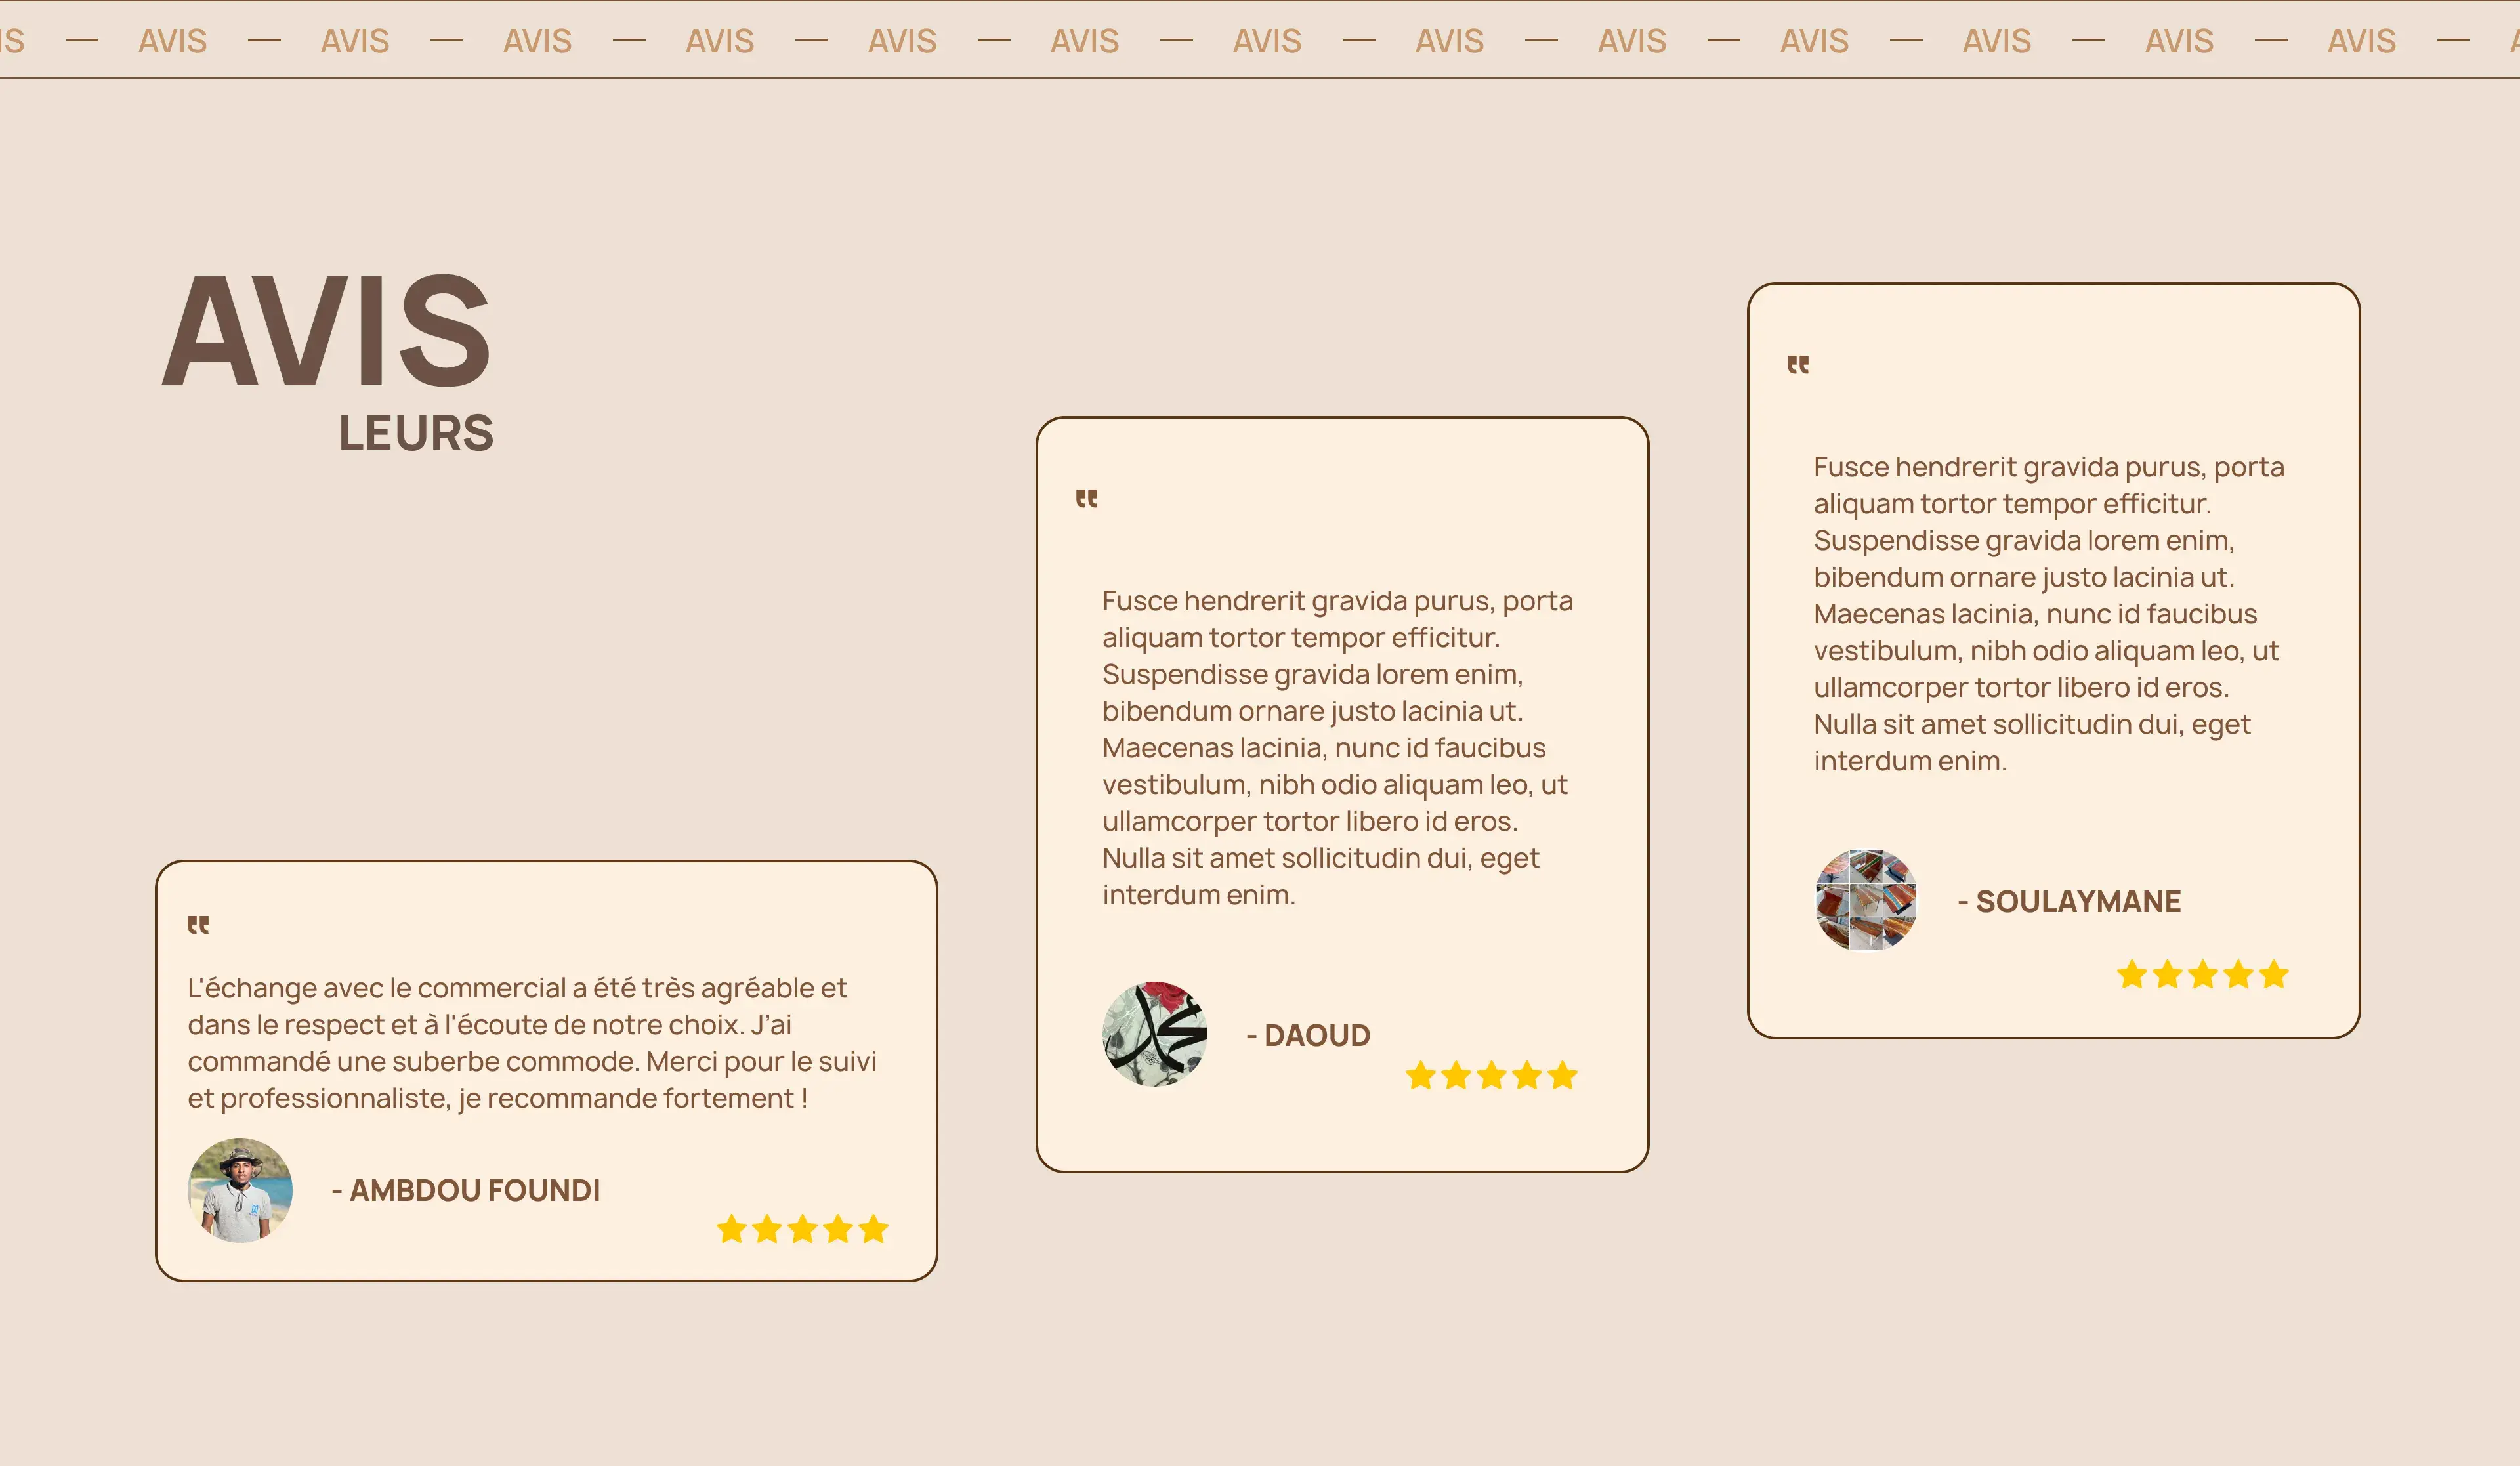 IS — AVIS — AVIS — AVIS — AVIS — AVIS — AVIS — AVIS — AVIS — AVIS — AVIS — AVIS — AVIS — AVIS —
AVIS
LEURS
"
L'échange avec le commercial a été très agréable et
dans le respect et à l'écoute de notre choix. J’ai
commandé une suberbe commode. Merci pour le suivi
et professionnaliste, je recommande fortement !
- AMBDOU FOUNDI
"
Fusce hendrerit gravida purus, porta
aliquam tortor tempor efficitur.
Suspendisse gravida lorem enim,
bibendum ornare justo lacinia ut.
Maecenas lacinia, nunc id faucibus
vestibulum, nibh odio aliquam leo, ut
ullamcorper tortor libero id eros.
Nulla sit amet sollicitudin dui, eget
interdum enim.
- DAOUD
"
Fusce hendrerit gravida purus, porta
aliquam tortor tempor efficitur.
Suspendisse gravida lorem enim,
bibendum ornare justo lacinia ut.
Maecenas lacinia, nunc id faucibus
vestibulum, nibh odio aliquam leo, ut
ullamcorper tortor libero id eros.
Nulla sit amet sollicitudin dui, eget
interdum enim.
- SOULAYMANE